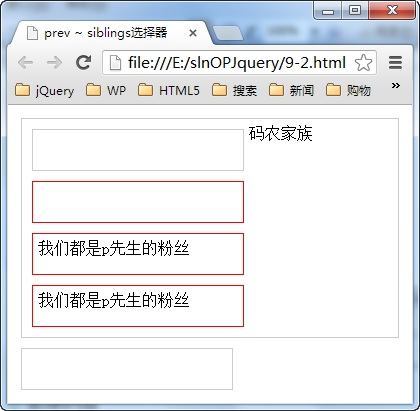 prev ~ siblings选择器
file:///E:/slnOPJquery/9-2.html
jQuery WP HTML5 搜索 新闻 购物 »
码农家族
我们都是p先生的粉丝
我们都是p先生的粉丝